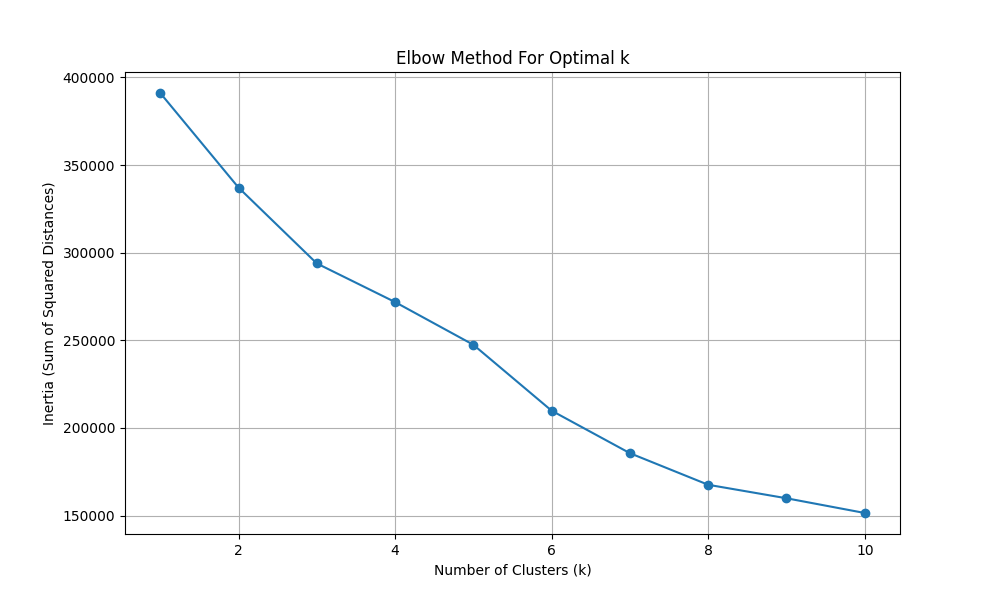 Elbow Method For Optimal k
400000
350000
300000
250000
200000
150000
Inertia (Sum of Squared Distances)
2 4 6 8 10
Number of Clusters (k)